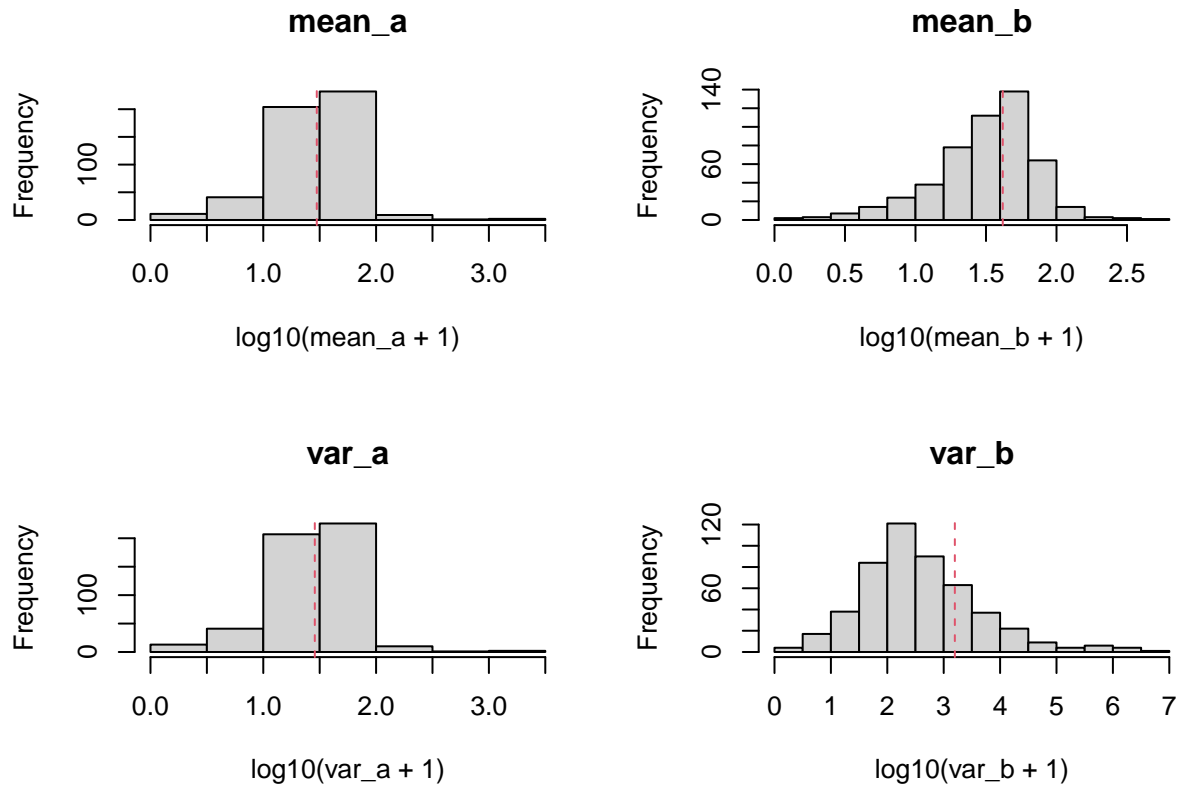 mean_a
Frequency
0 100
0.0 1.0 2.0 3.0
log10(mean_a + 1)
mean_b
Frequency
0 60 140
0.0 0.5 1.0 1.5 2.0 2.5
log10(mean_b + 1)
var_a
Frequency
0 100
0.0 1.0 2.0 3.0
log10(var_a + 1)
var_b
Frequency
0 60 120
0 1 2 3 4 5 6 7
log10(var_b + 1)